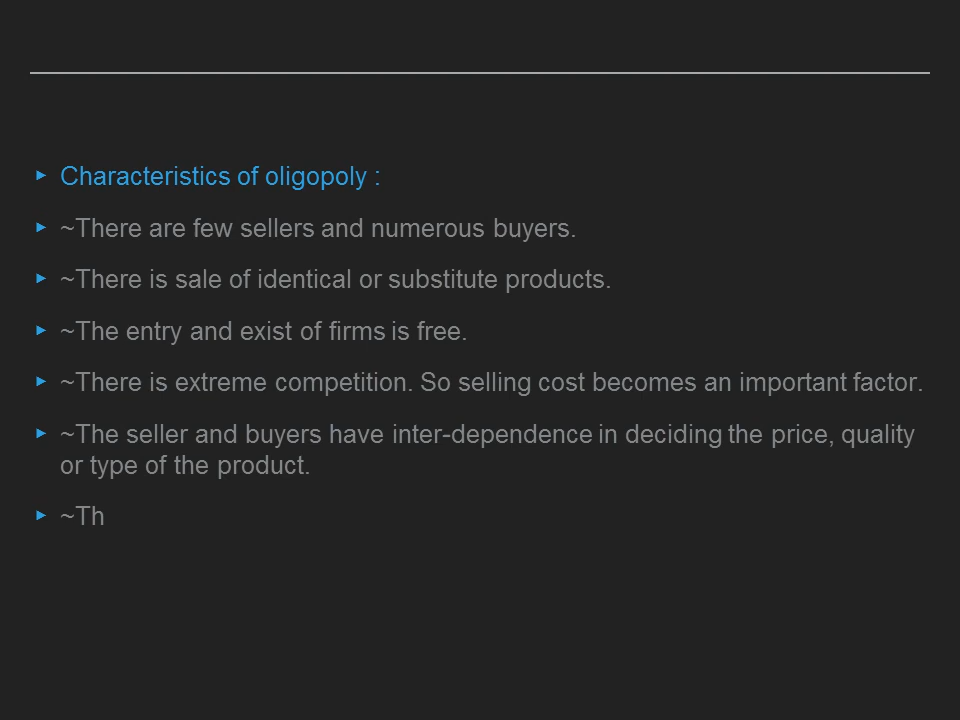 ▸ Characteristics of oligopoly :
▸ ~There are few sellers and numerous buyers.
▸ ~There is sale of identical or substitute products.
▸ ~The entry and exist of firms is free.
▸ ~There is extreme competition. So selling cost becomes an important factor.
▸ ~The seller and buyers have inter-dependence in deciding the price, quality
or type of the product.
▸ ~Th